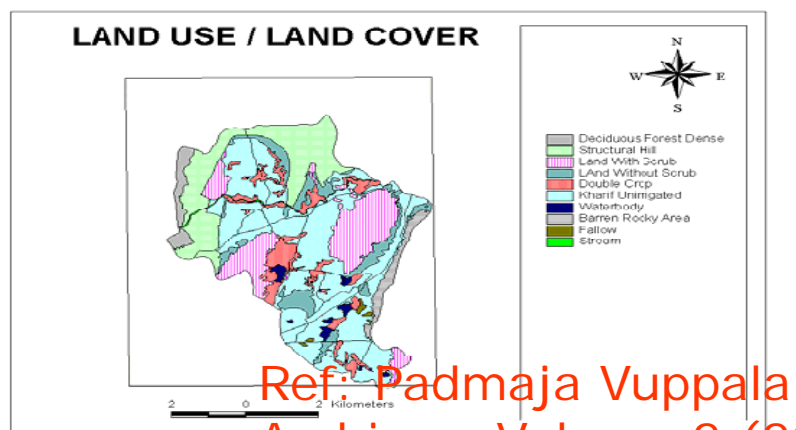 LAND USE / LAND COVER
N
W E
S
Deciduous Forest Dense
Structural Hill
Land With Scrub
LAnd Without Scrub
Double Crop
Kharif Unirrigated
Waterbody
Barren Rocky Area
Fallow
Stream
2 0 2 Kilometers
Ref: Padmaja Vuppala